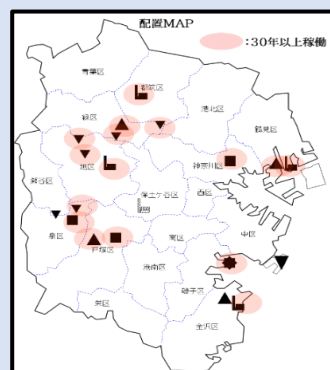 配置MAP
:30年以上稼働
青葉区
都筑区
港北区
緑区
鶴見区
神奈川区
旭区
瀬谷区
保土ケ谷区
西区
泉区
戸塚区
南区
中区
港南区
磯子区
栄区
金沢区